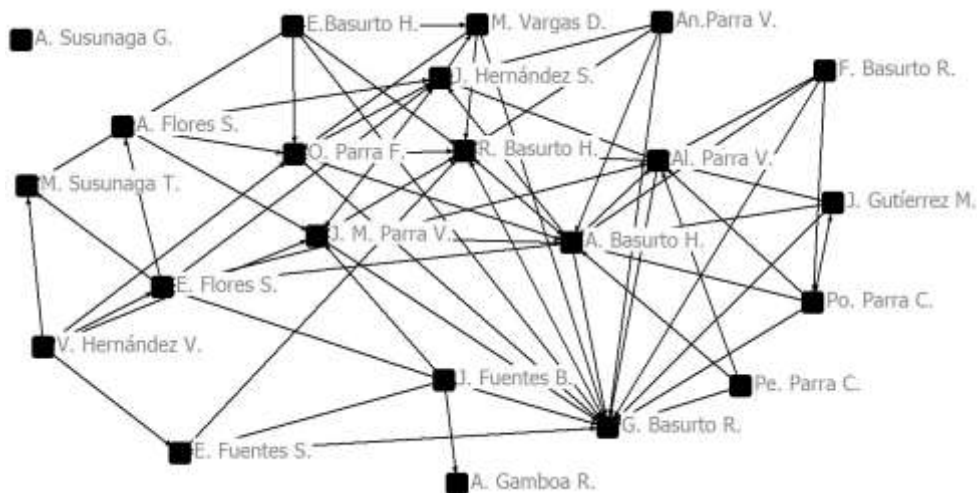 A. Susunaga G.
E.Basurto H.
M. Vargas D.
An.Parra V.
J. Hernández S.
F. Basurto R.
A. Flores S.
O. Parra F.
R. Basurto H.
Al. Parra V.
M. Susunaga T.
J. Gutíerrez M.
J. M. Parra V.
A. Basurto H.
E. Flores S.
Po. Parra C.
V. Hernández V.
J. Fuentes B.
Pe. Parra C.
G. Basurto R.
E. Fuentes S.
A. Gamboa R.